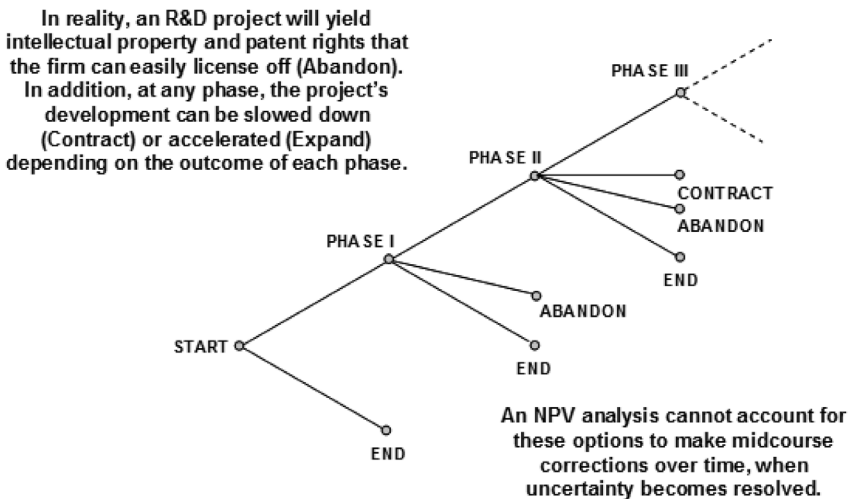 In reality, an R&D project will yield
intellectual property and patent rights that
the firm can easily license off (Abandon).
In addition, at any phase, the project's
development can be slowed down
(Contract) or accelerated (Expand)
depending on the outcome of each phase.
PHASE III
PHASE II
CONTRACT
ABANDON
PHASE I
END
ABANDON
START
END
END
An NPV analysis cannot account for
these options to make midcourse
corrections over time, when
uncertainty becomes resolved.